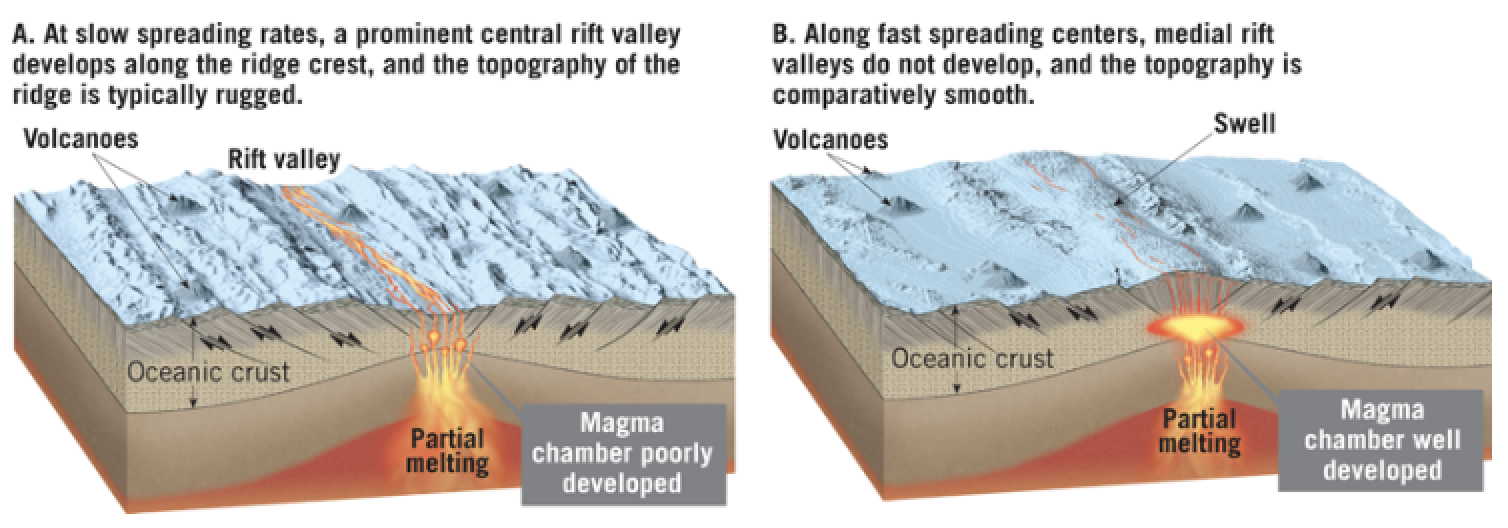 A. At slow spreading rates, a prominent central rift valley
develops along the ridge crest, and the topography of the
ridge is typically rugged.
Volcanoes
Rift valley
Oceanic crust
Partial
melting
Magma
chamber poorly
developed
B. Along fast spreading centers, medial rift
valleys do not develop, and the topography is
comparatively smooth.
Swell
Volcanoes
Oceanic crust
Partial
melting
Magma
chamber well
developed